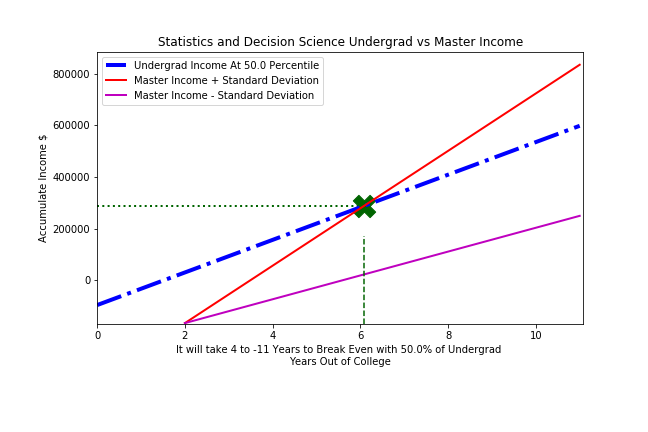 Statistics and Decision Science Undergrad vs Master Income
Undergrad Income At 50.0 Percentile
Master Income + Standard Deviation
Master Income - Standard Deviation
Accumulate Income $
800000
600000
400000
200000
0
0 2 4 6 8 10
It will take 4 to -11 Years to Break Even with 50.0% of Undergrad
Years Out of College